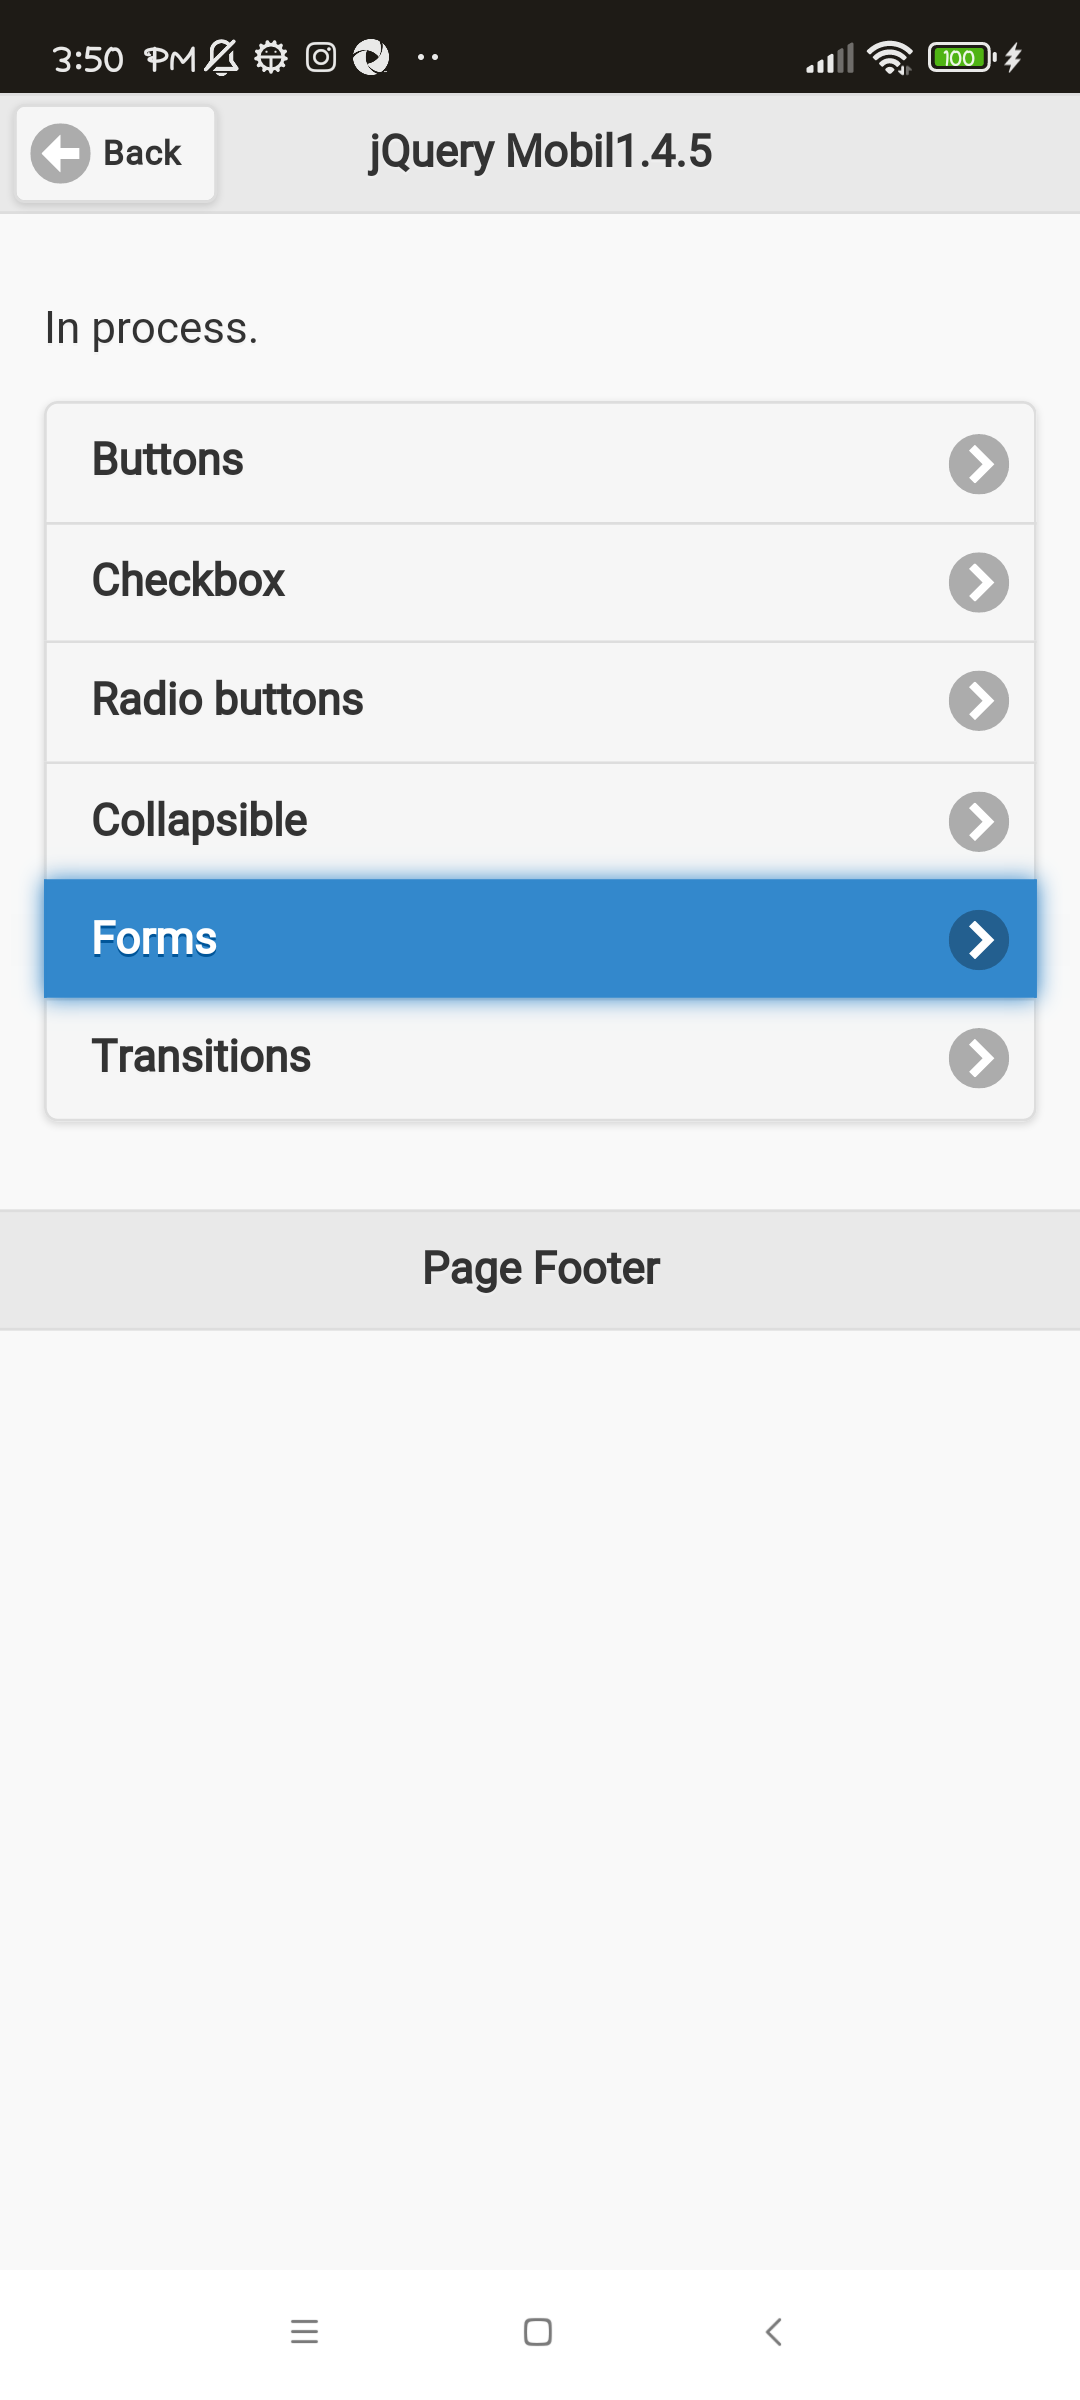 3:50 PM
100
Back
jQuery Mobil1.4.5
In process.
Buttons
Checkbox
Radio buttons
Collapsible
Forms
Transitions
Page Footer